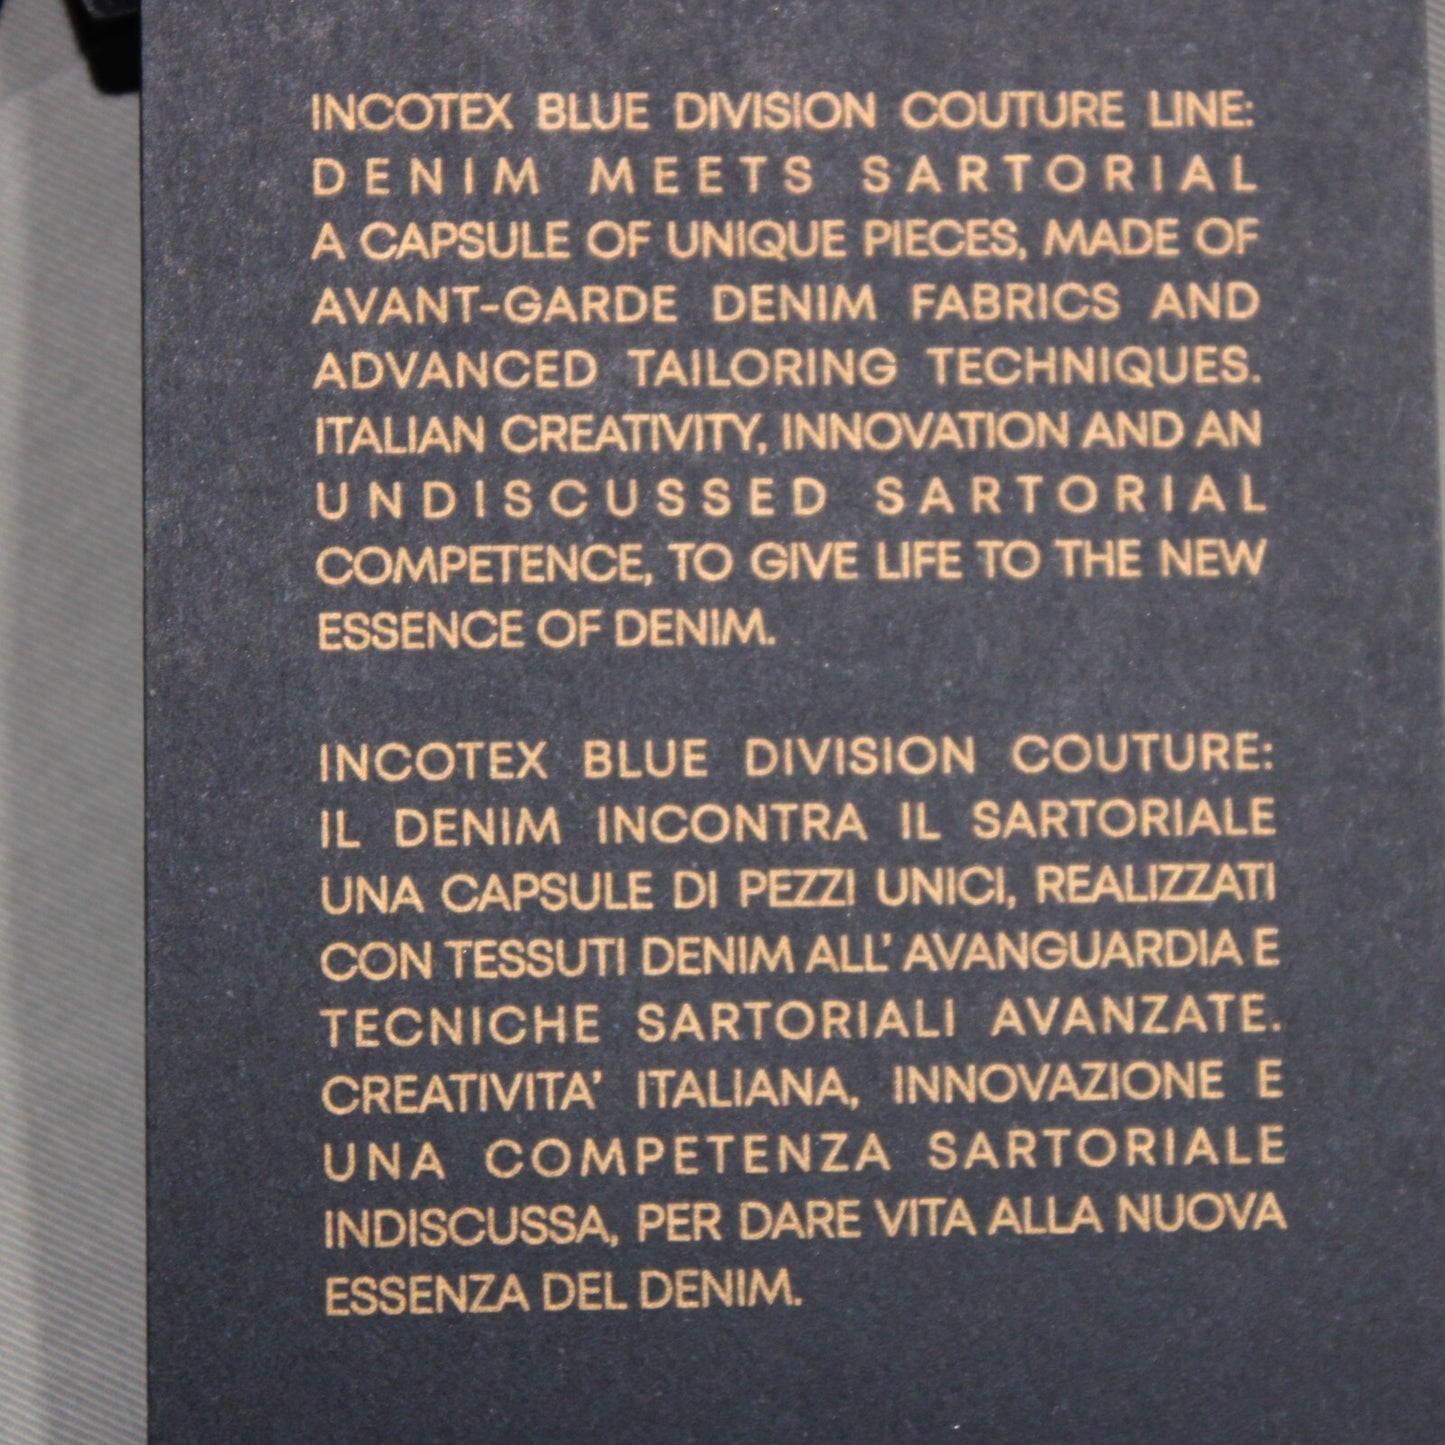 INCOTEX BLUE DIVISION COUTURE LINE:
DENIM MEETS SARTORIAL
A CAPSULE OF UNIQUE PIECES, MADE OF
AVANT-GARDE DENIM FABRICS AND
ADVANCED TAILORING TECHNIQUES.
ITALIAN CREATIVITY, INNOVATION AND AN
UNDISCUSSED SARTORIAL
COMPETENCE, TO GIVE LIFE TO THE NEW
ESSENCE OF DENIM.
INCOTEX BLUE DIVISION COUTURE:
IL DENIM INCONTRA IL SARTORIALE
UNA CAPSULE DI PEZZI UNICI, REALIZZATI
CON TESSUTI DENIM ALL' AVANGUARDIA E
TECNICHE SARTORIALI AVANZATE.
CREATIVITA' ITALIANA, INNOVAZIONE E
UNA COMPETENZA SARTORIALE
INDISCUSSA, PER DARE VITA ALLA NUOVA
ESSENZA DEL DENIM.